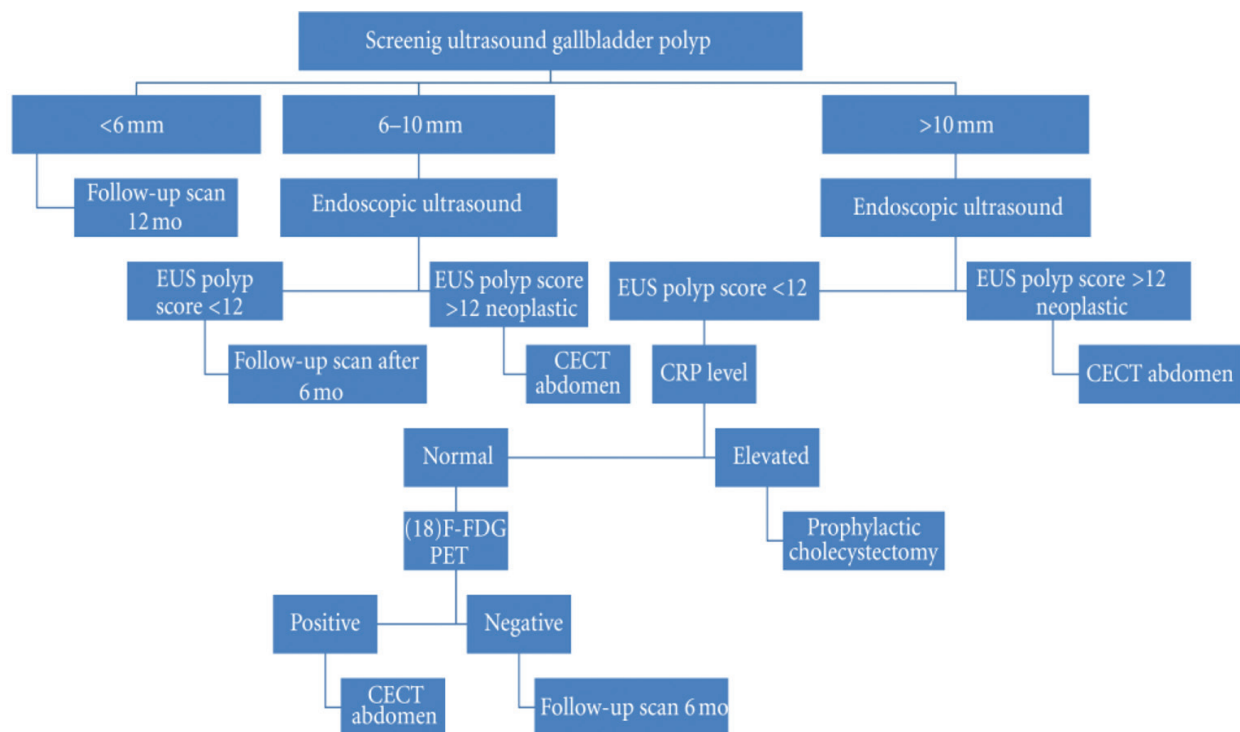 Screenig ultrasound gallbladder polyp
<6 mm
6–10 mm
>10 mm
Follow-up scan
12 mo
Endoscopic ultrasound
Endoscopic ultrasound
EUS polyp
score <12
EUS polyp score
>12 neoplastic
EUS polyp score <12
EUS polyp score >12
neoplastic
Follow-up scan after
6 mo
CECT
abdomen
CRP level
CECT abdomen
Normal
Elevated
(18)F-FDG
PET
Prophylactic
cholecystectomy
Positive
Negative
CECT
abdomen
Follow-up scan 6 mo